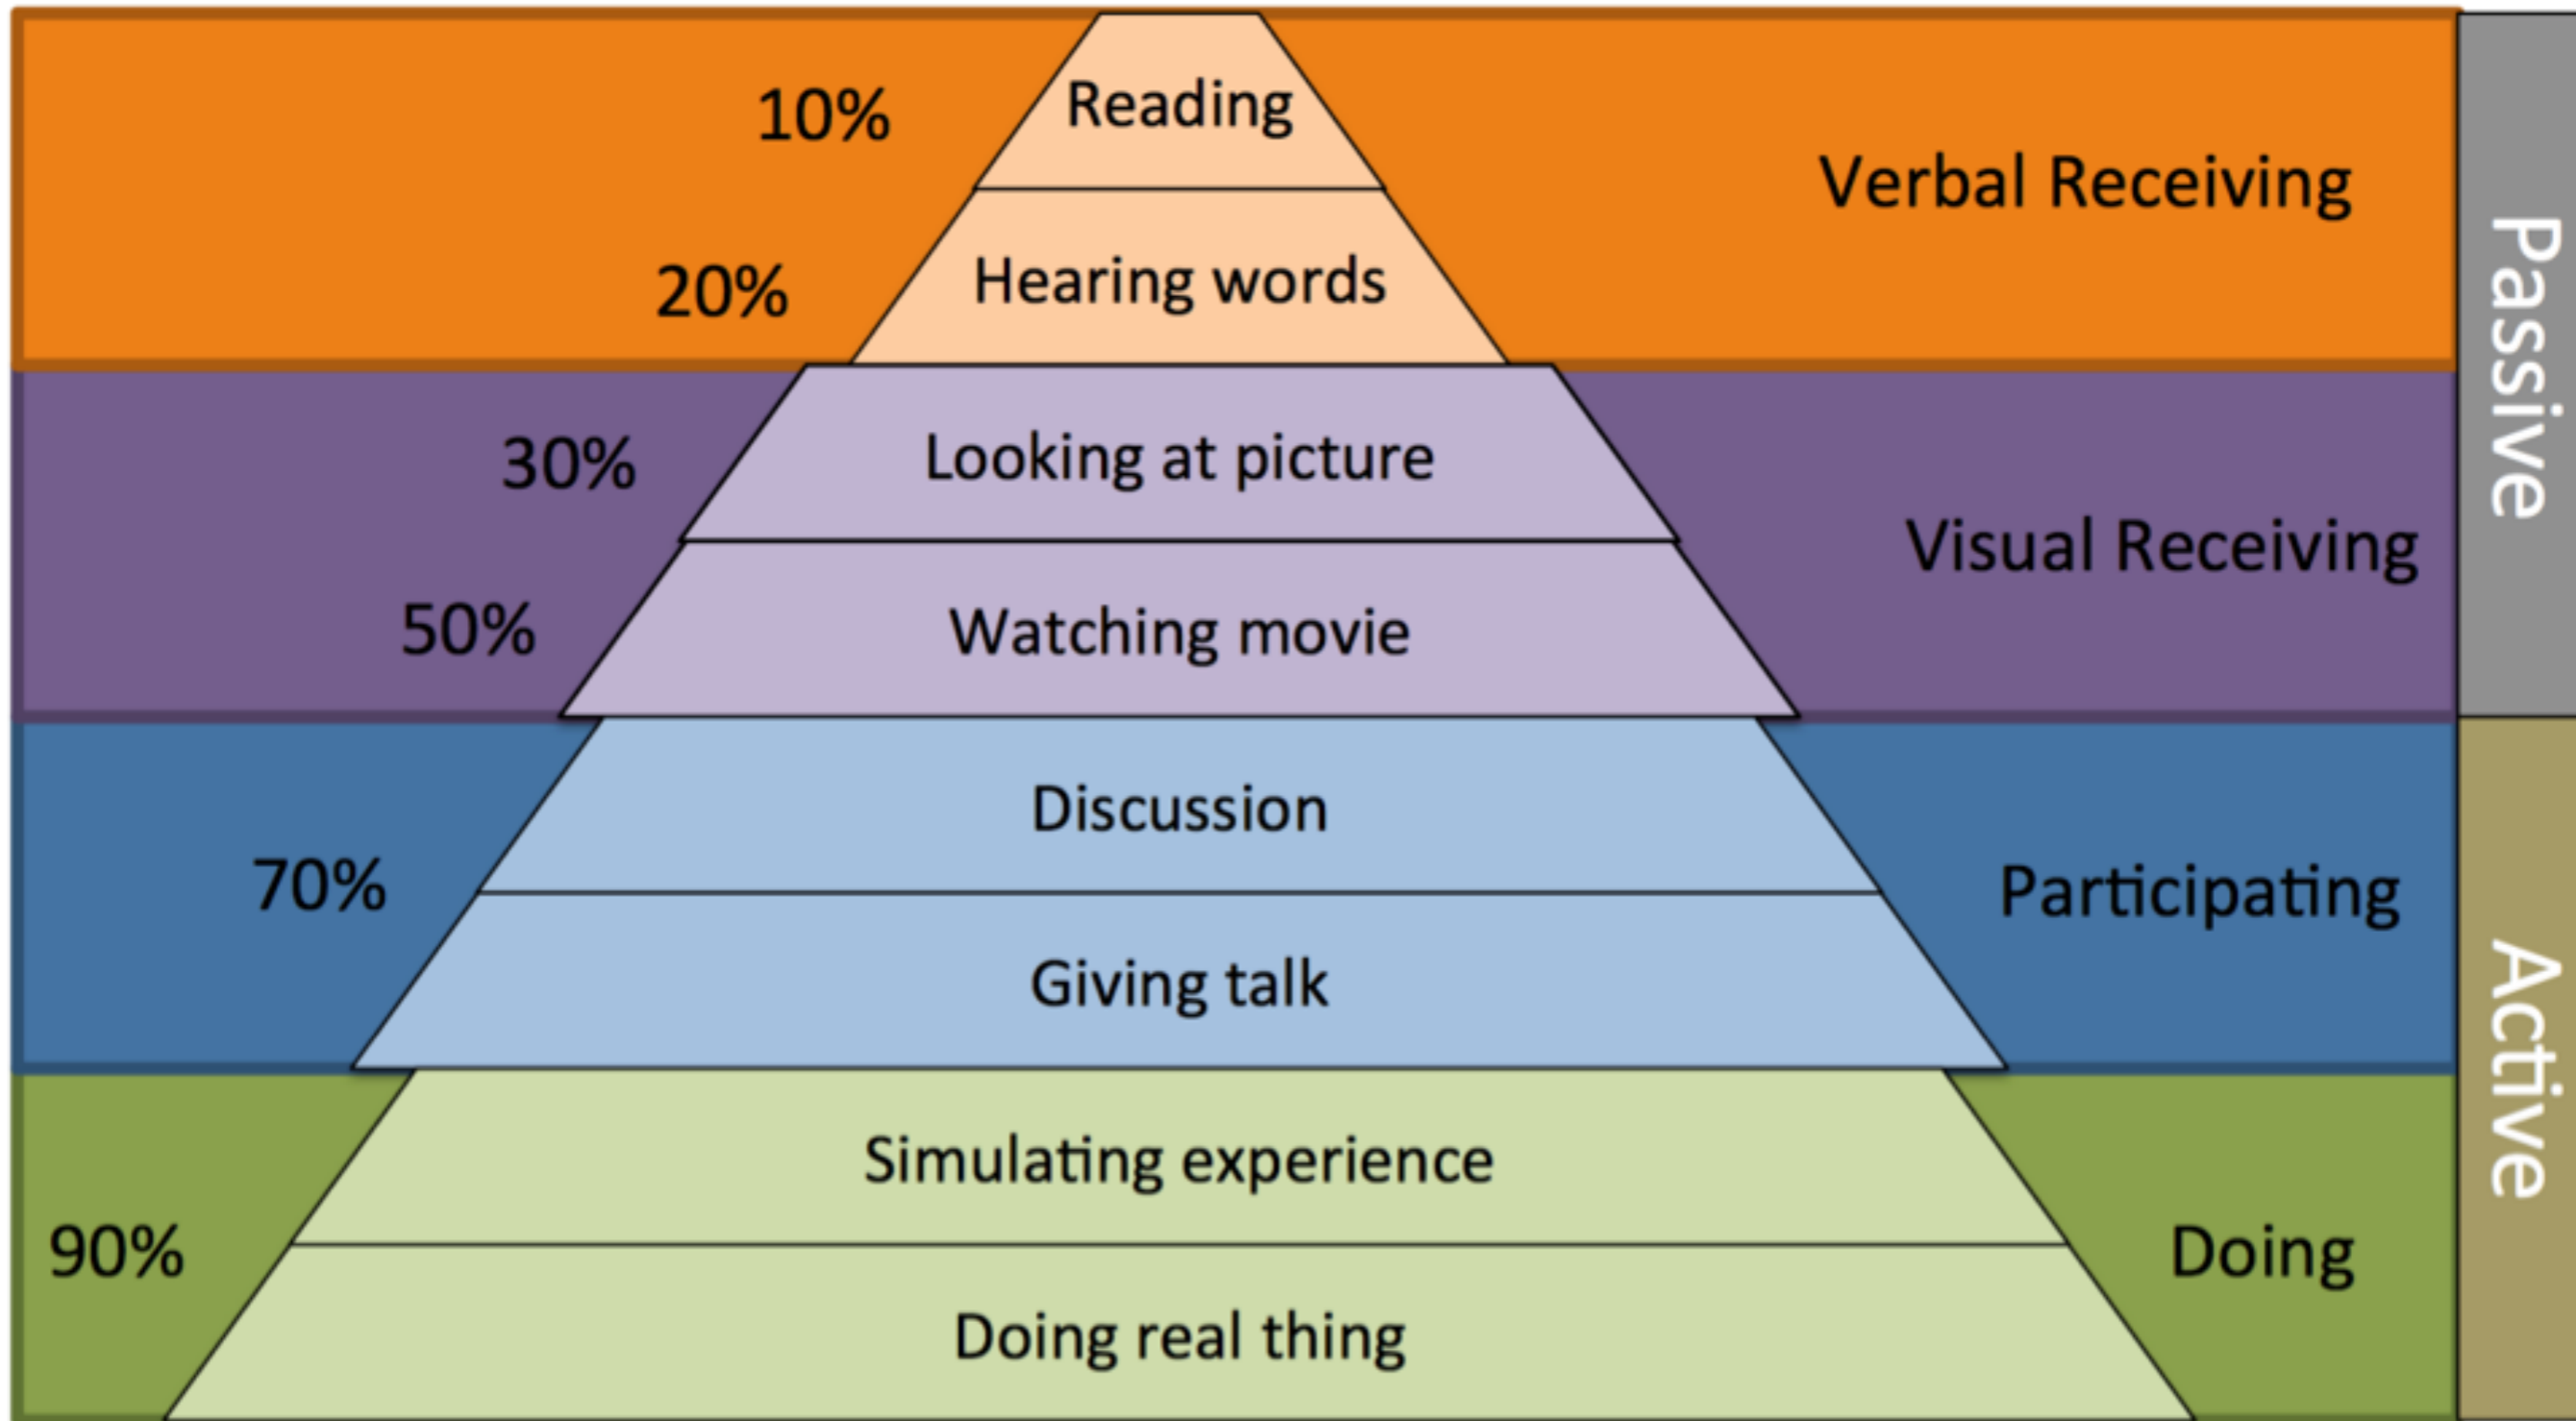 10%
Reading
Verbal Receiving
20%
Hearing words
30%
Looking at picture
Visual Receiving
50%
Watching movie
Passive
Discussion
70%
Participating
Giving talk
Simulating experience
90%
Doing
Doing real thing
Active